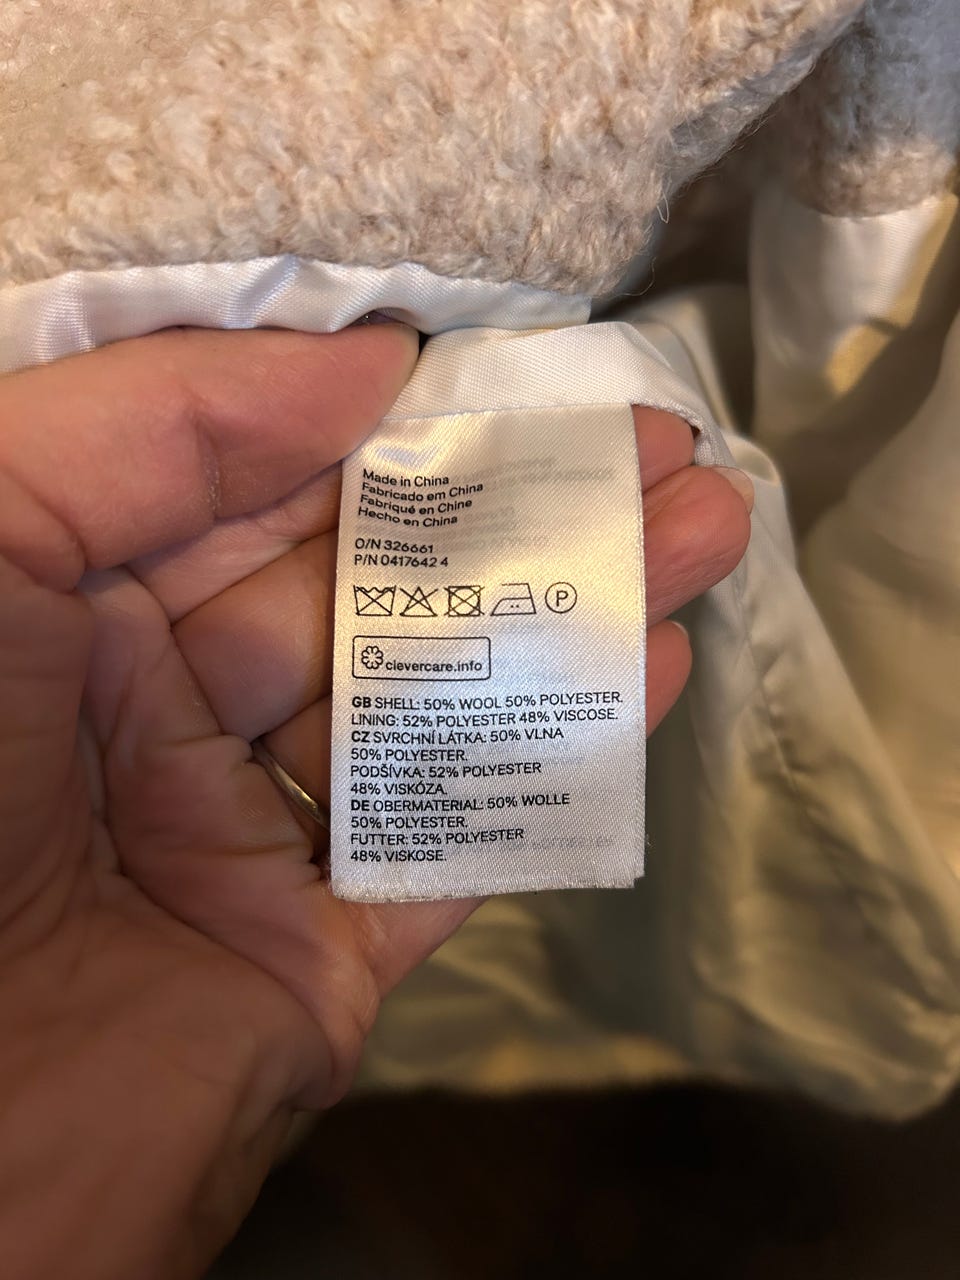 Made in China
Fabricado em China
Fabriqué en Chine
Hecho en China
O/N 326661
P/N 0417642 4
P
clevercare.info
GB SHELL: 50% WOOL 50% POLYESTER.
LINING: 52% POLYESTER 48% VISCOSE.
CZ SVRCHNÍ LÁTKA: 50% VLNA
50% POLYESTER.
PODŠÍVKA: 52% POLYESTER
48% VISKÓZA.
DE OBERMATERIAL: 50% WOLLE
50% POLYESTER.
FUTTER: 52% POLYESTER
48% VISKOSE.